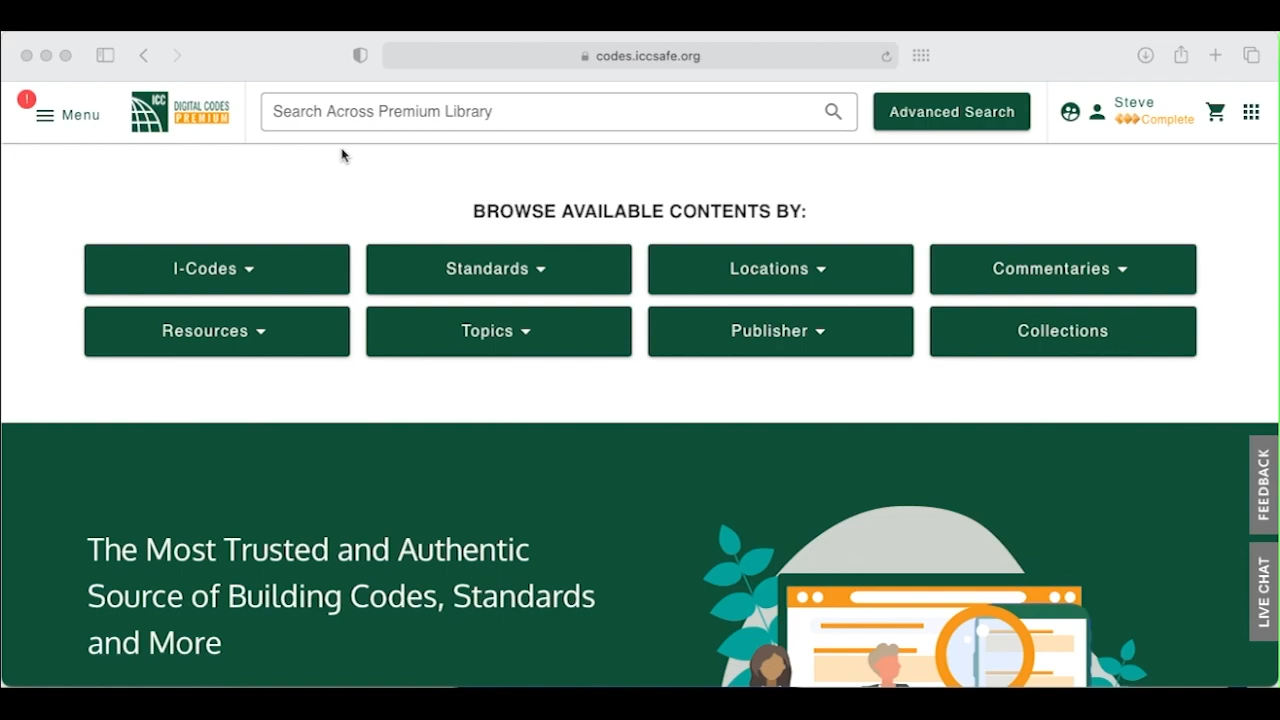 codes.iccsafe.org
!
Menu
ICC
DIGITAL CODES
PREMIUM
Search Across Premium Library
Advanced Search
Steve
Complete
BROWSE AVAILABLE CONTENTS BY:
I-Codes
Standards
Locations
Commentaries
Resources
Topics
Publisher
Collections
The Most Trusted and Authentic
Source of Building Codes, Standards
and More
FEEDBACK
LIVE CHAT